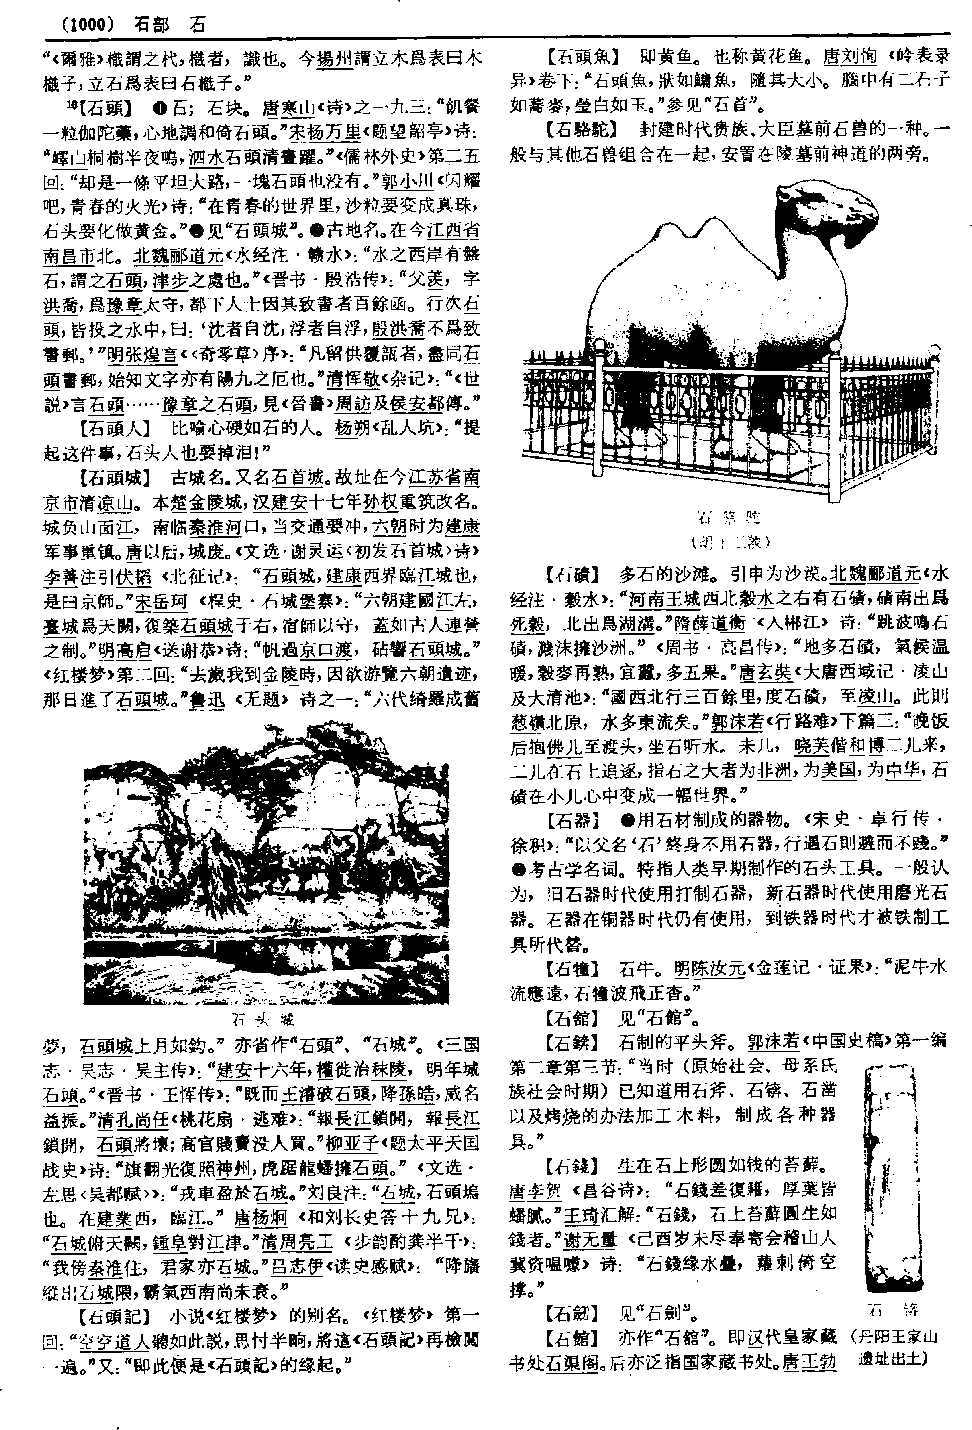 (1000) 石部 石
“《爾雅》樴謂之杙,樴者,識也。今揚州謂立木爲表曰木
樴子;立石爲表曰石樴子。”
16【石頭】 ❶石;石块。唐寒山《诗》之一九三:“飢餐
一粒伽陀藥,心地調和倚石頭。”宋杨万里《题望韶亭》诗:
“嶧山桐樹半夜鳴,泗水石頭清晝躍。”《儒林外史》第二五
回:“却是一條平坦大路,一塊石頭也没有。”郭小川《闪耀
吧,青春的火光》诗:“在青春的世界里,沙粒要变成真珠,
石头要化做黄金。”❷见“石頭城”。❸古地名。在今江西省
南昌市北。北魏酈道元《水经注·赣水》:“水之西岸有盤
石,謂之石頭,津步之處也。”《晋书·殷浩传》:“父羡,字
洪喬,爲豫章太守,都下人士因其致書者百餘函。行次石
頭,皆投之水中,曰:‘沈者自沈,浮者自浮,殷洪喬不爲致
書郵。’”明张煌言《〈奇零草〉序》:“凡留供覆瓿者,盡同石
頭書郵,始知文字亦有陽九之厄也。”清恽敬《杂记》:“《世
説》言石頭……豫章之石頭,見《晉書》周訪及侯安都傳。”
【石頭人】 比喻心硬如石的人。杨朔《乱人坑》:“提
起这件事,石头人也要掉泪!”
【石頭城】 古城名。又名石首城。故址在今江苏省南
京市清凉山。本楚金陵城,汉建安十七年孙权重筑改名。
城负山面江,南临秦淮河口,当交通要冲,六朝时为建康
军事重镇。唐以后,城废。《文选·谢灵运〈初发石首城〉诗》
李善注引伏韬《北征记》:“石頭城,建康西界臨江城也,
是曰京師。”宋岳珂《桯史·石城堡寨》:“六朝建國江左,
臺城爲天闕,復築石頭城于右,宿師以守,蓋如古人連營
之制。”明高启《送谢恭》诗:“帆過京口渡,砧響石頭城。”
《红楼梦》第二回:“去歲我到金陵時,因欲游覽六朝遺迹,
那日進了石頭城。”鲁迅《无题》诗之一:“六代绮羅成舊
石头城
夢,石頭城上月如鈎。”亦省作“石頭”、“石城”。《三国
志·吴志·吴主传》:“建安十六年,權徙治秣陵,明年城
石頭。”《晋书·王恽传》:“既而王濬破石頭,降孫皓,威名
益振。”清孔尚任《桃花扇·逃难》:“報長江鎖開,報長江
鎖開,石頭將壞;高官賤賣没人買。”柳亚子《题太平天国
战史》诗:“旗翻光復照神州,虎踞龍蟠擁石頭。”《文选·
左思〈吴都赋〉》:“戎車盈於石城。”刘良注:“石城,石頭塢
也。在建業西,臨江。”唐杨炯《和刘长史答十九兄》:
“石城俯天闕,鍾阜對江津。”清周亮工《步韵酌龚半千》:
“我傍秦淮住,君家亦石城。”吕志伊《读史感赋》:“降旛
縱出石城隈,霸氣西南尚未衰。”
【石頭記】 小说《红楼梦》的别名。《红楼梦》第一
回:“空空道人聽如此説,思忖半晌,將這《石頭記》再檢閲
一遍。”又:“即此便是《石頭記》的缘起。”
【石頭魚】 即黄鱼。也称黄花鱼。唐刘恂《岭表录
异》卷下:“石頭魚,狀如鱅魚,隨其大小。腦中有二石子
如蕎麥,瑩白如玉。”参见“石首”。
【石駱駝】 封建时代贵族、大臣墓前石兽的一种。一
般与其他石兽组合在一起,安置在陵墓前神道的两旁。
石骆驼
(明十三陵)
【石磧】 多石的沙滩。引申为沙漠。北魏酈道元《水
经注·穀水》:“河南王城西北穀水之右有石磧,磧南出爲
死穀,北出爲湖溝。”隋薛道衡《入郴江》诗:“跳波鳴石
磧,濺沫擁沙洲。”《周书·高昌传》:“地多石磧,氣候温
暖,穀麥再熟,宜蠶,多五果。”唐玄奘《大唐西域记·凌山
及大清池》:“國西北行三百餘里,度石磧,至凌山。此則
葱嶺北原,水多東流矣。”郭沫若《行路难》下篇三:“晚饭
后抱佛儿至渡头,坐石听水。未几,晓芙偕和博二儿来,
二儿在石上追逐,指石之大者为非洲,为美国,为中华,石
磧在小儿心中变成一幅世界。”
【石器】 ❶用石材制成的器物。《宋史·卓行传·
徐积》:“以父名‘石’终身不用石器,行遇石則避而不踐。”
❷考古学名词。特指人类早期制作的石头工具。一般认
为,旧石器时代使用打制石器,新石器时代使用磨光石
器。石器在铜器时代仍有使用,到铁器时代才被铁制工
具所代替。
【石犝】 石牛。明陈汝元《金莲记·证果》:“泥牛水
流應遠,石犝波飛正杳。”
【石舘】 见“石館”。
【石錛】 石制的平头斧。郭沫若《中国史稿》第一编
第二章第三节:“当时(原始社会、母系氏
族社会时期)已知道用石斧、石锛、石凿
以及烤烧的办法加工木料,制成各种器
具。”
【石錢】 生在石上形圆如钱的苔藓。
唐李贺《昌谷诗》:“石錢差復籍,厚葉皆
蟠膩。”王琦汇解:“石錢,石上苔蘚圓生如
錢者。”谢无量《己酉岁未尽奉寄会稽山人
冀资嗢噱》诗:“石錢缘水疊,蘿刺倚空
撑。”
【石劒】 见“石劍”。
【石館】 亦作“石舘”。即汉代皇家藏
书处石渠阁。后亦泛指国家藏书处。唐王勃
石锛
(丹阳王家山
遗址出土)